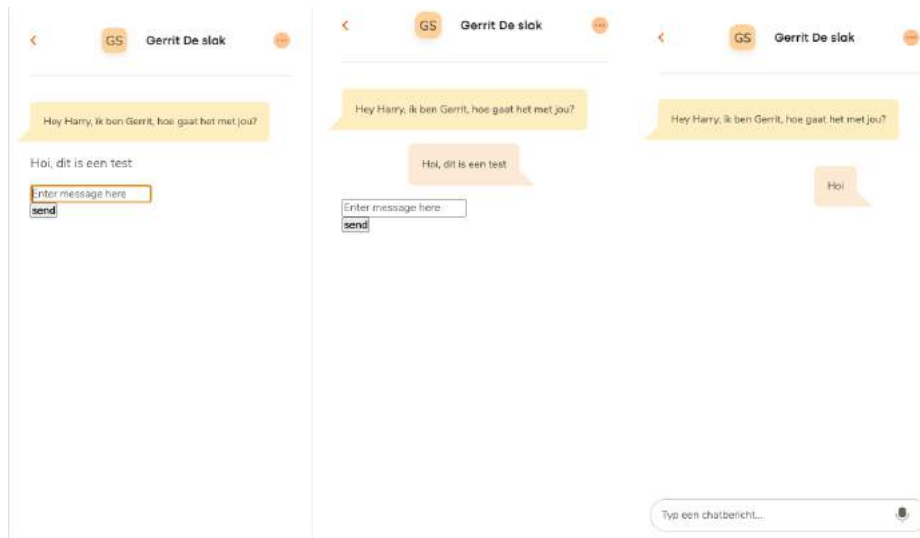 GS Gerrit De slak
Hey Harry, ik ben Gerrit, hoe gaat het met jou?
Hoi, dit is een test
Enter message here
send
GS Gerrit De slak
Hey Harry, ik ben Gerrit, hoe gaat het met jou?
Hoi, dit is een test
Enter message here
send
GS Gerrit De slak
Hey Harry, ik ben Gerrit, hoe gaat het met jou?
Hoi
Typ een chatbericht...